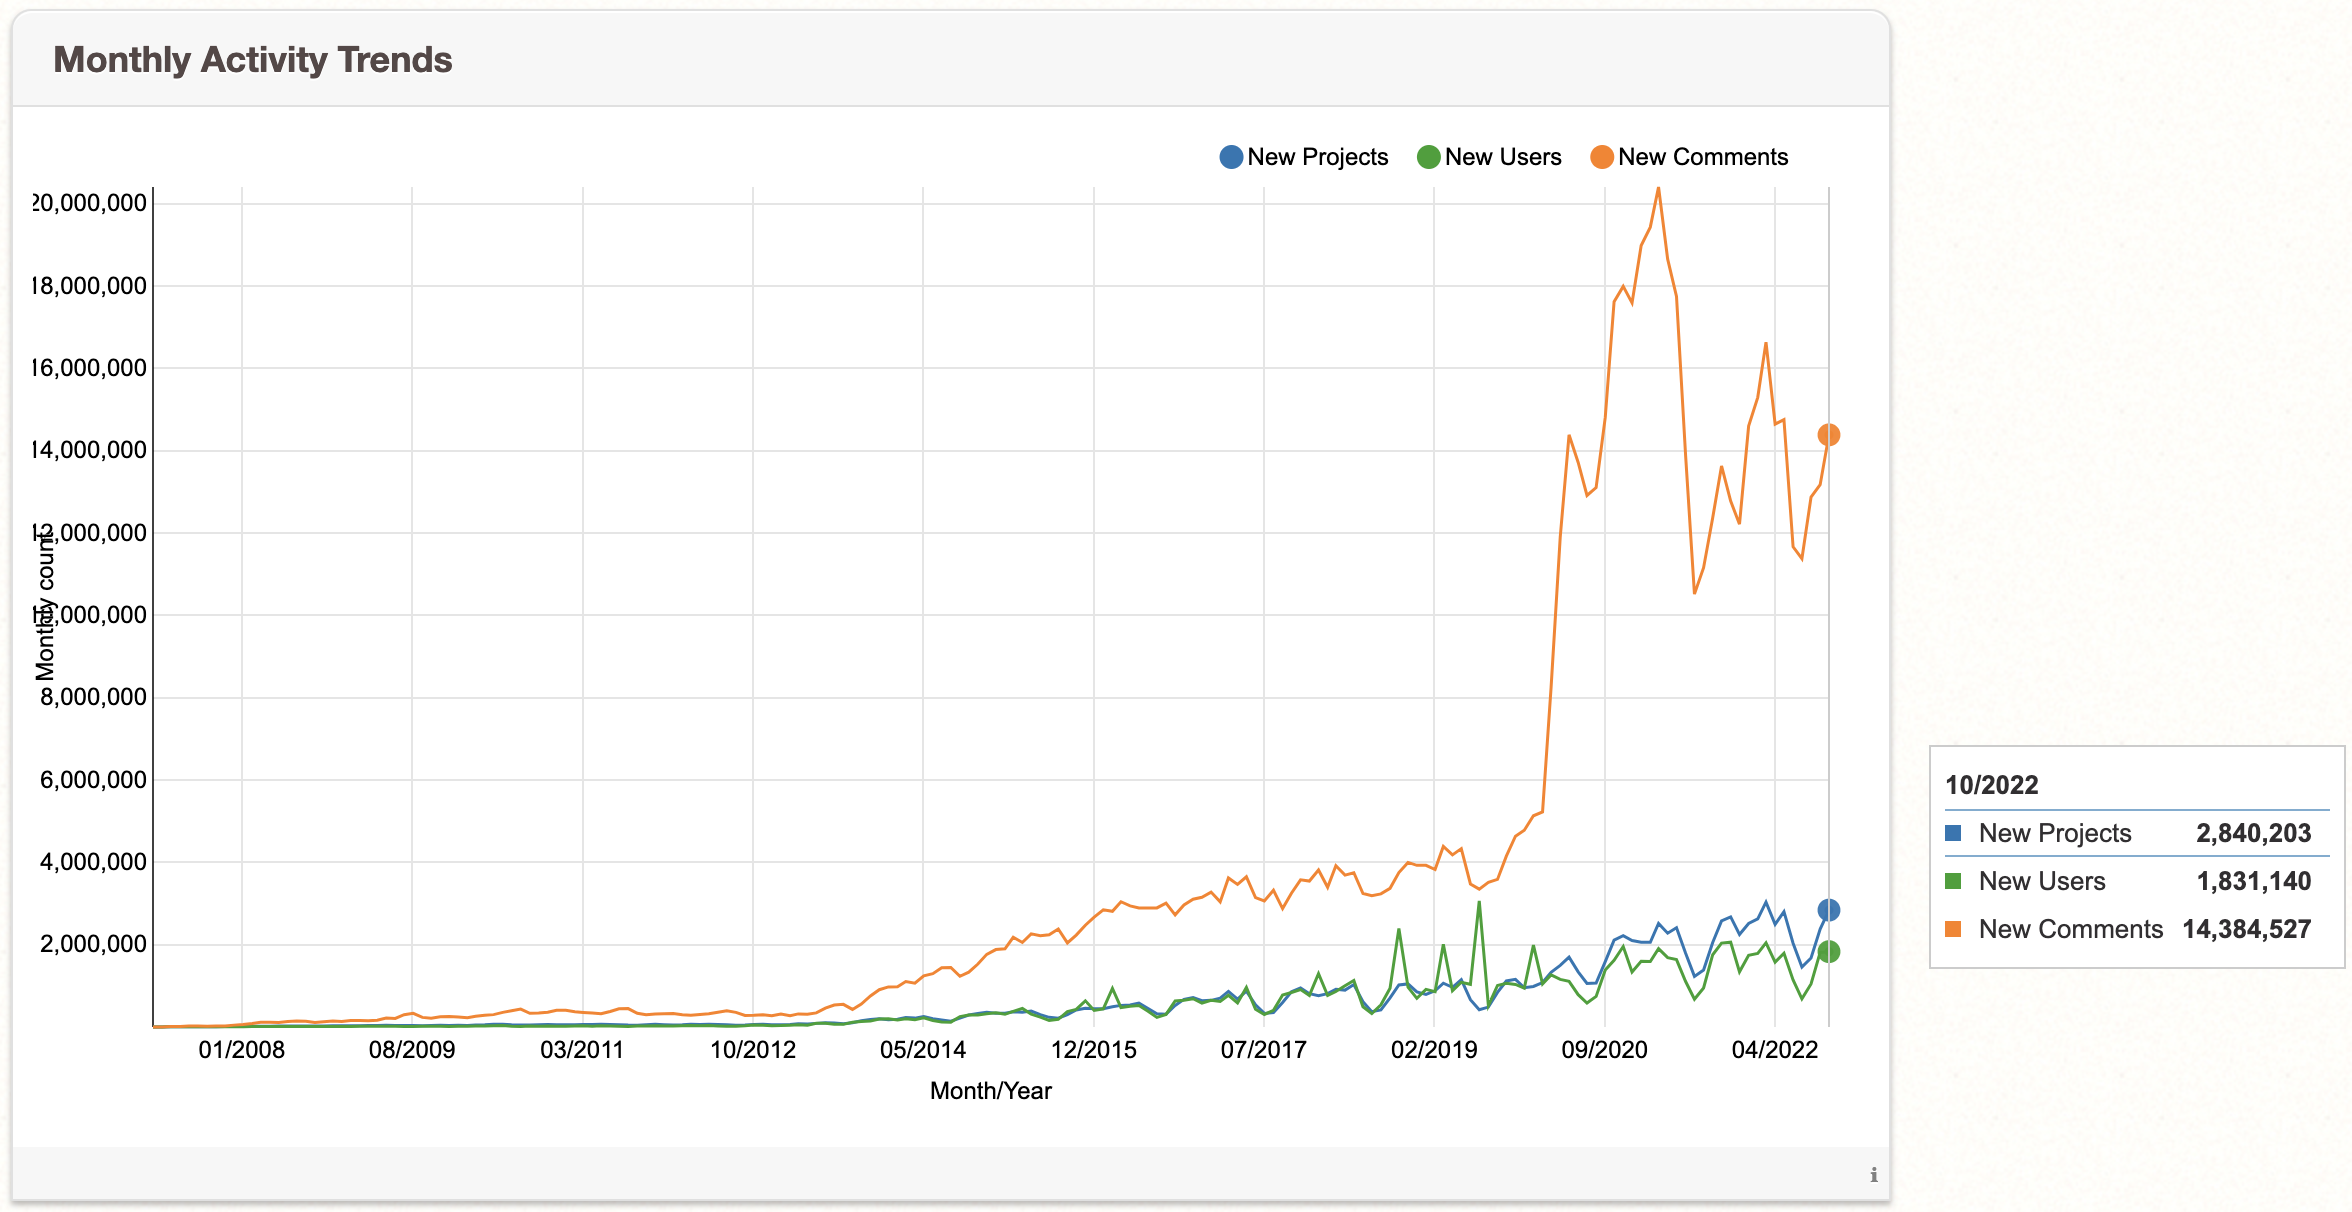 Monthly Activity Trends
New Projects New Users New Comments
20,000,000
18,000,000
16,000,000
14,000,000
12,000,000
10,000,000
8,000,000
6,000,000
4,000,000
2,000,000
Monthly count
01/2008 08/2009 03/2011 10/2012 05/2014 12/2015 07/2017 02/2019 09/2020 04/2022
Month/Year
10/2022
New Projects 2,840,203
New Users 1,831,140
New Comments 14,384,527
i